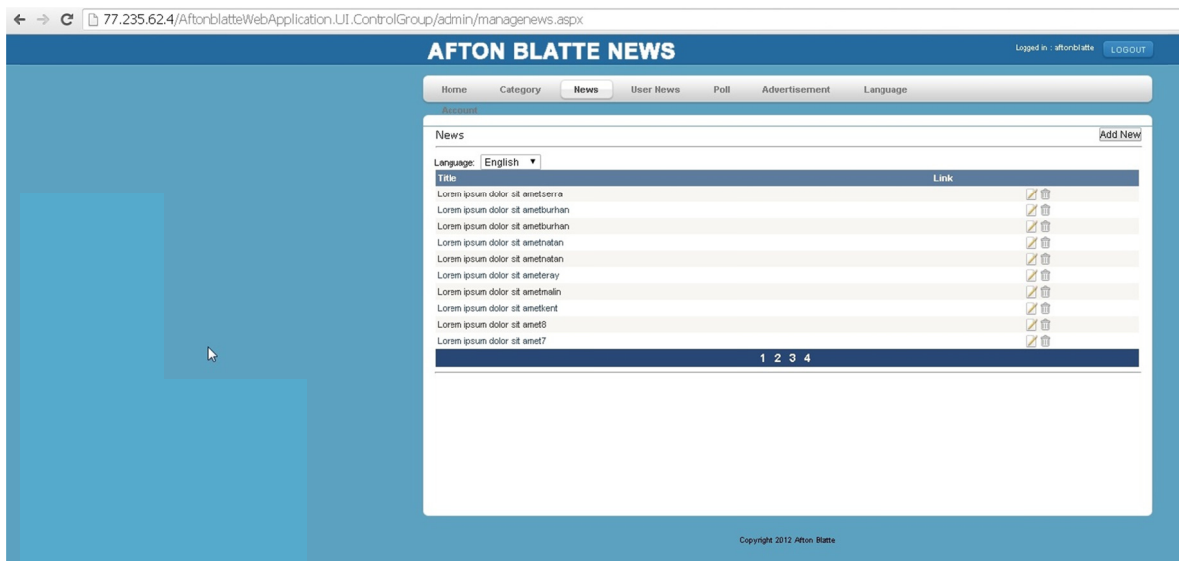 77.235.62.4/AftonblatteWebApplication.UI.ControlGroup/admin/managenews.aspx
AFTON BLATTE NEWS
Logged in : aftonblatte LOGOUT
Home Category News User News Poll Advertisement Language
Account
News Add New
Language: English
Title Link
Lorem ipsum dolor sit ametserra
Lorem ipsum dolor sit ametburhan
Lorem ipsum dolor sit ametburhan
Lorem ipsum dolor sit ametnatan
Lorem ipsum dolor sit ametnatan
Lorem ipsum dolor sit ameteray
Lorem ipsum dolor sit ametmalin
Lorem ipsum dolor sit ametkent
Lorem ipsum dolor sit amet8
Lorem ipsum dolor sit amet7
1 2 3 4
Copyright 2012 Afton Blatte